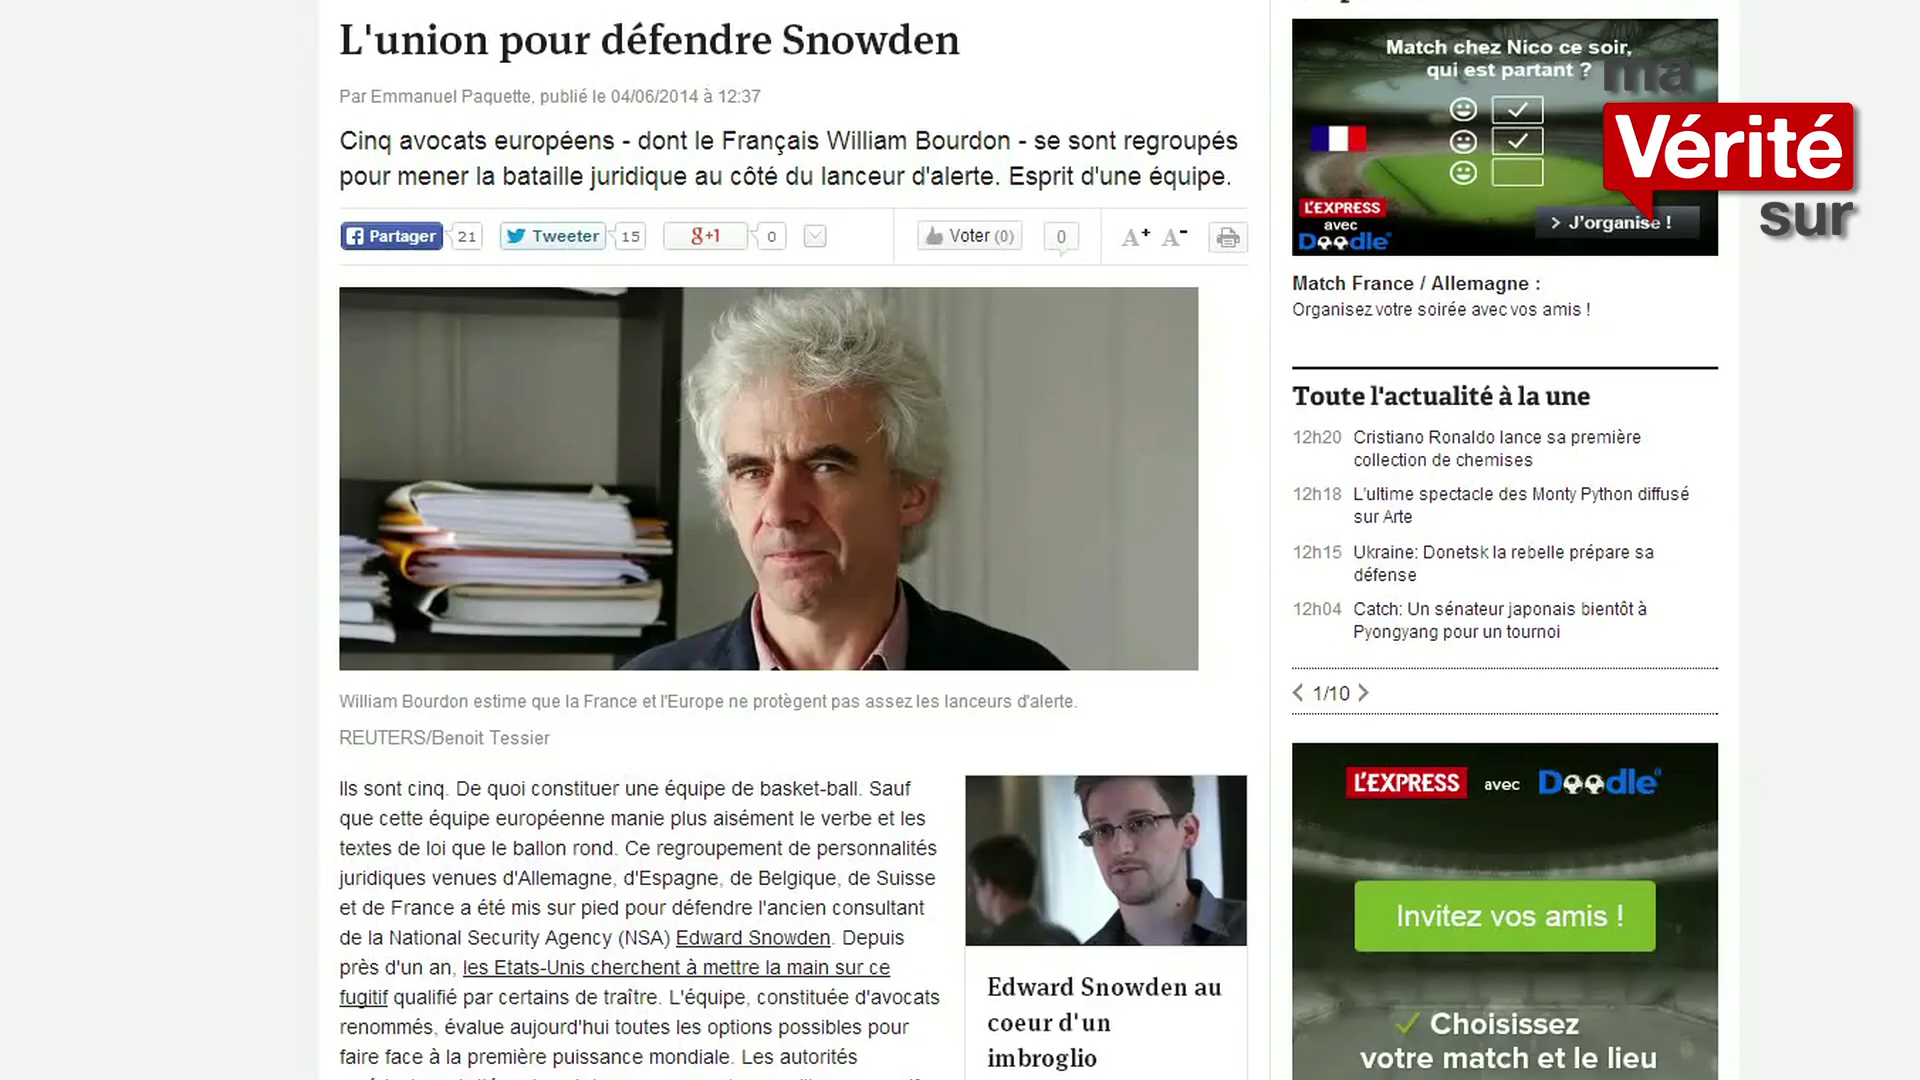 L'union pour défendre Snowden
Par Emmanuel Paquette, publié le 04/06/2014 à 12:37
Cinq avocats européens - dont le Français William Bourdon - se sont regroupés
pour mener la bataille juridique au côté du lanceur d'alerte. Esprit d'une équipe.
Partager 21 Tweeter 15 g+1 0 Voter (0) 0 A+ A-
William Bourdon estime que la France et l'Europe ne protègent pas assez les lanceurs d'alerte.
REUTERS/Benoit Tessier
Ils sont cinq. De quoi constituer une équipe de basket-ball. Sauf
que cette équipe européenne manie plus aisément le verbe et les
textes de loi que le ballon rond. Ce regroupement de personnalités
juridiques venues d'Allemagne, d'Espagne, de Belgique, de Suisse
et de France a été mis sur pied pour défendre l'ancien consultant
de la National Security Agency (NSA) Edward Snowden. Depuis
près d'un an, les Etats-Unis cherchent à mettre la main sur ce
fugitif qualifié par certains de traître. L'équipe, constituée d'avocats
renommés, évalue aujourd'hui toutes les options possibles pour
faire face à la première puissance mondiale. Les autorités
Edward Snowden au
coeur d'un
imbroglio
Match chez Nico ce soir,
qui est partant ?
L'EXPRESS
avec
Doodle
> J'organise !
ma
Vérité
sur
Match France / Allemagne :
Organisez votre soirée avec vos amis !
Toute l'actualité à la une
12h20 Cristiano Ronaldo lance sa première
collection de chemises
12h18 L'ultime spectacle des Monty Python diffusé
sur Arte
12h15 Ukraine: Donetsk la rebelle prépare sa
défense
12h04 Catch: Un sénateur japonais bientôt à
Pyongyang pour un tournoi
< 1/10 >
L'EXPRESS avec Doodle
Invitez vos amis !
Choisissez
votre match et le lieu